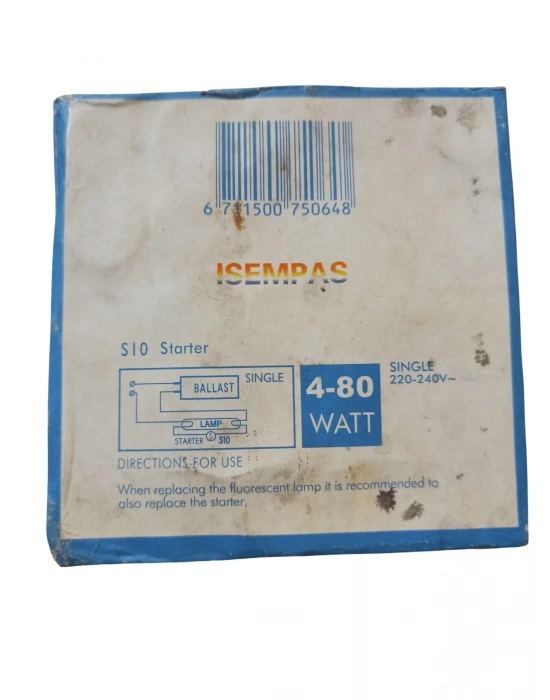 6 711500 750648
ISEMPAS
S10 Starter
BALLAST
SINGLE
LAMP
STARTER S S10
4-80
WATT
SINGLE
220-240V~
DIRECTIONS FOR USE
When replacing the fluorescent lamp it is recommended to
also replace the starter.